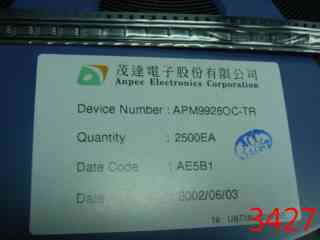 茂達電子股份有限公司
Anpec Electronics Corporation
Device Number : APM9926OC-TR
Quantity : 2500EA
Date Code : AE5B1
Date : 2002/06/03
3427